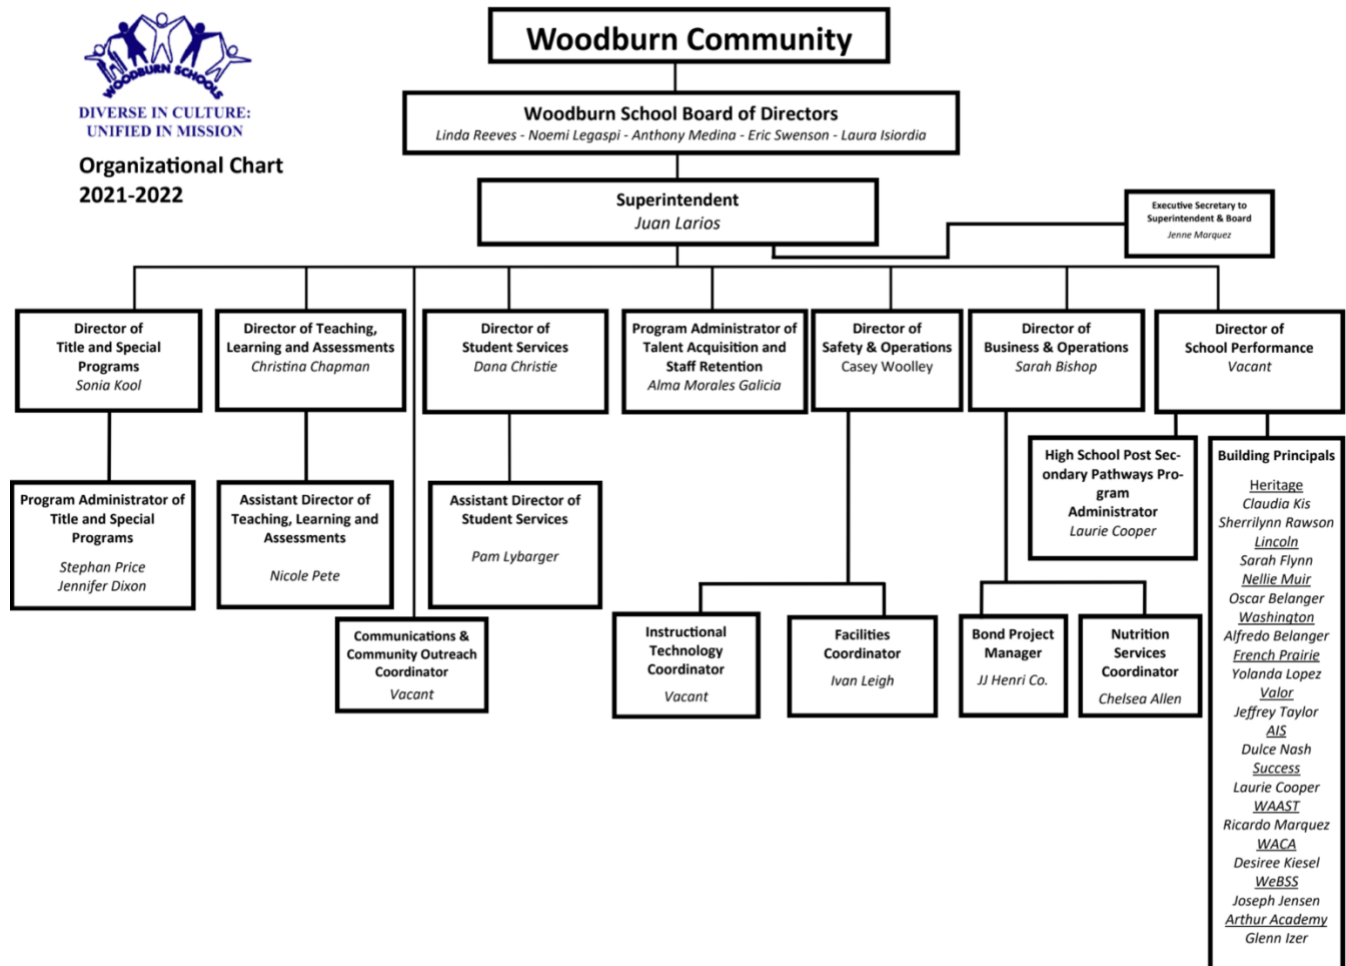 WOODBURN SCHOOLS
DIVERSE IN CULTURE:
UNIFIED IN MISSION
Organizational Chart
2021-2022
Woodburn Community
Woodburn School Board of Directors
Linda Reeves - Noemi Legaspi - Anthony Medina - Eric Swenson - Laura Isiordia
Superintendent
Juan Larios
Executive Secretary to
Superintendent & Board
Jenne Marquez
Director of
Title and Special
Programs
Sonia Kool
Director of Teaching,
Learning and Assessments
Christina Chapman
Director of
Student Services
Dana Christie
Program Administrator of
Talent Acquisition and
Staff Retention
Alma Morales Galicia
Director of
Safety & Operations
Casey Woolley
Director of
Business & Operations
Sarah Bishop
Director of
School Performance
Vacant
Program Administrator of
Title and Special
Programs
Stephan Price
Jennifer Dixon
Assistant Director of
Teaching, Learning and
Assessments
Nicole Pete
Assistant Director of
Student Services
Pam Lybarger
High School Post Sec-
ondary Pathways Pro-
gram
Administrator
Laurie Cooper
Communications &
Community Outreach
Coordinator
Vacant
Instructional
Technology
Coordinator
Vacant
Facilities
Coordinator
Ivan Leigh
Bond Project
Manager
JJ Henri Co.
Nutrition
Services
Coordinator
Chelsea Allen
Building Principals
Heritage
Claudia Kis
Sherrilynn Rawson
Lincoln
Sarah Flynn
Nellie Muir
Oscar Belanger
Washington
Alfredo Belanger
French Prairie
Yolanda Lopez
Valor
Jeffrey Taylor
AIS
Dulce Nash
Success
Laurie Cooper
WAAST
Ricardo Marquez
WACA
Desiree Kiesel
WeBSS
Joseph Jensen
Arthur Academy
Glenn Izer